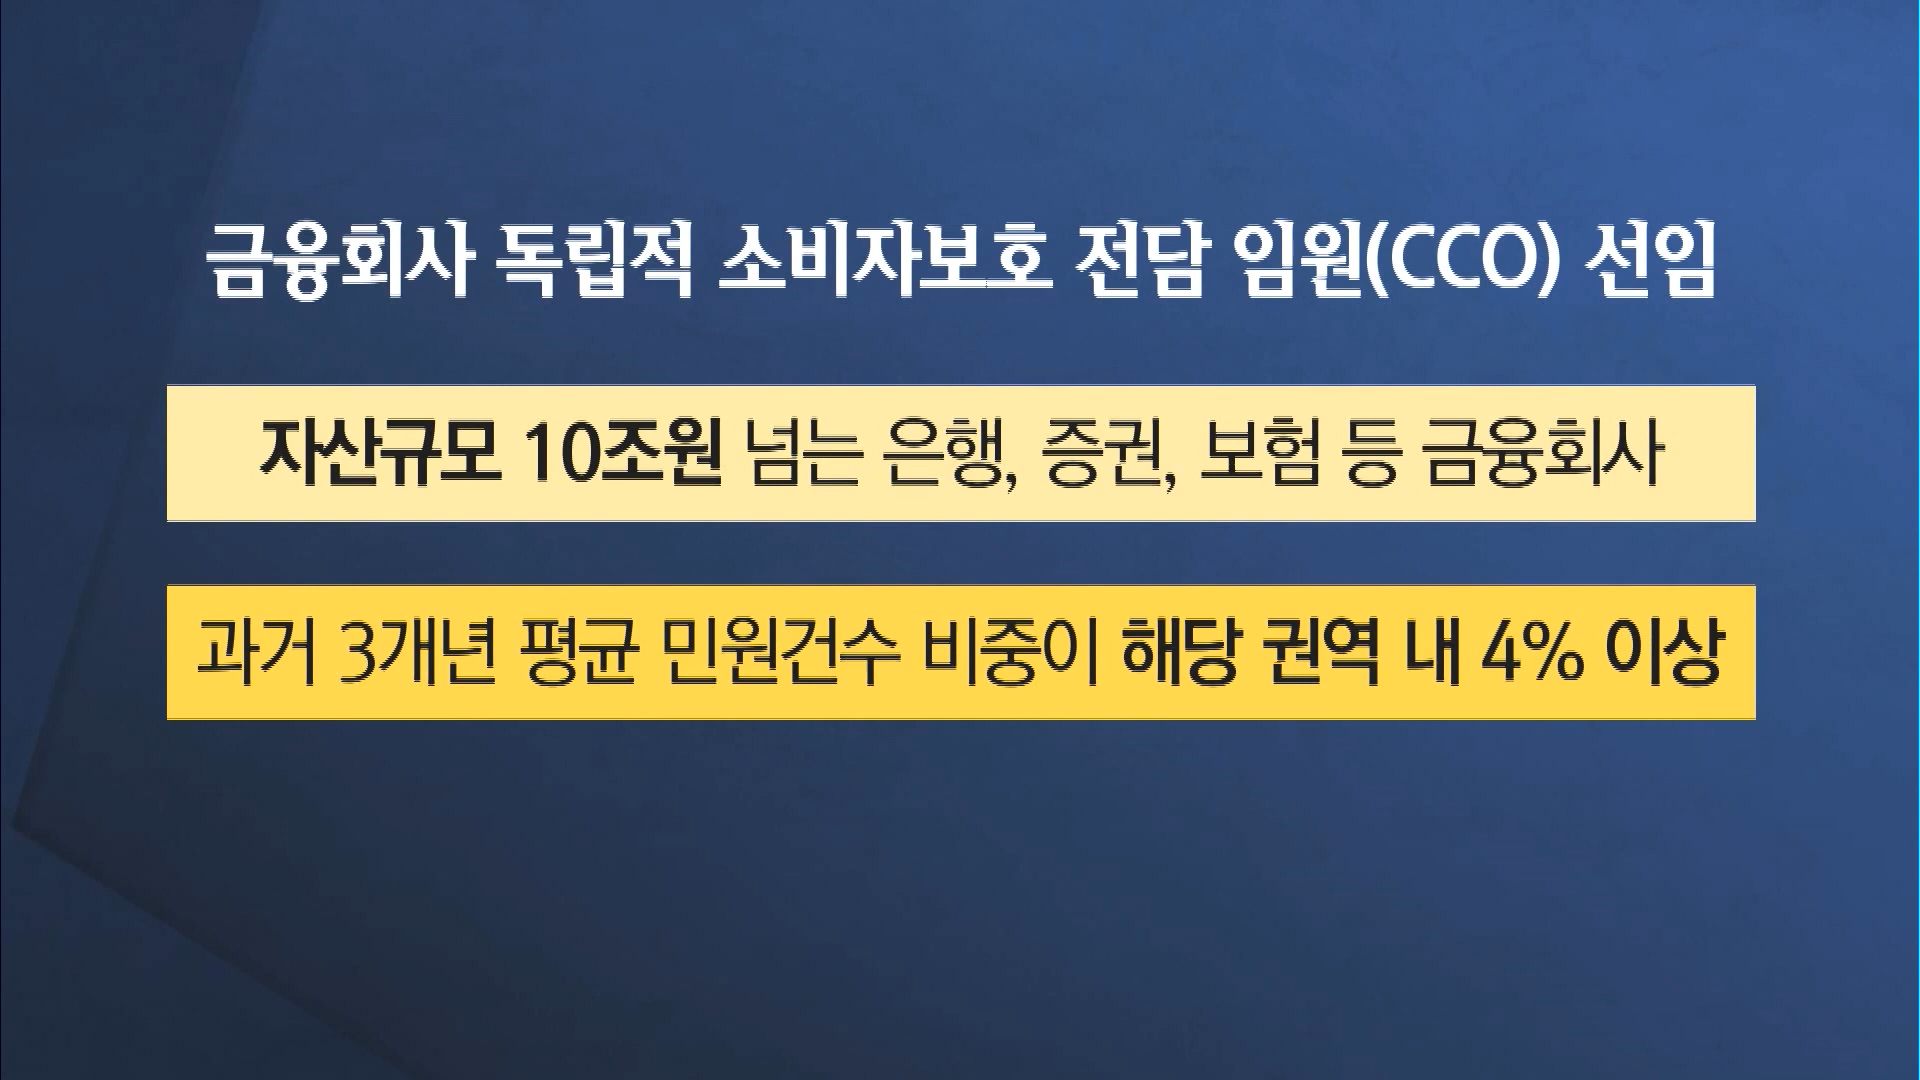 금융회사 독립적 소비자보호 전담 임원(CCO) 선임
자산규모 10조원 넘는 은행, 증권, 보험 등 금융회사
과거 3개년 평균 민원건수 비중이 해당 권역 내 4% 이상